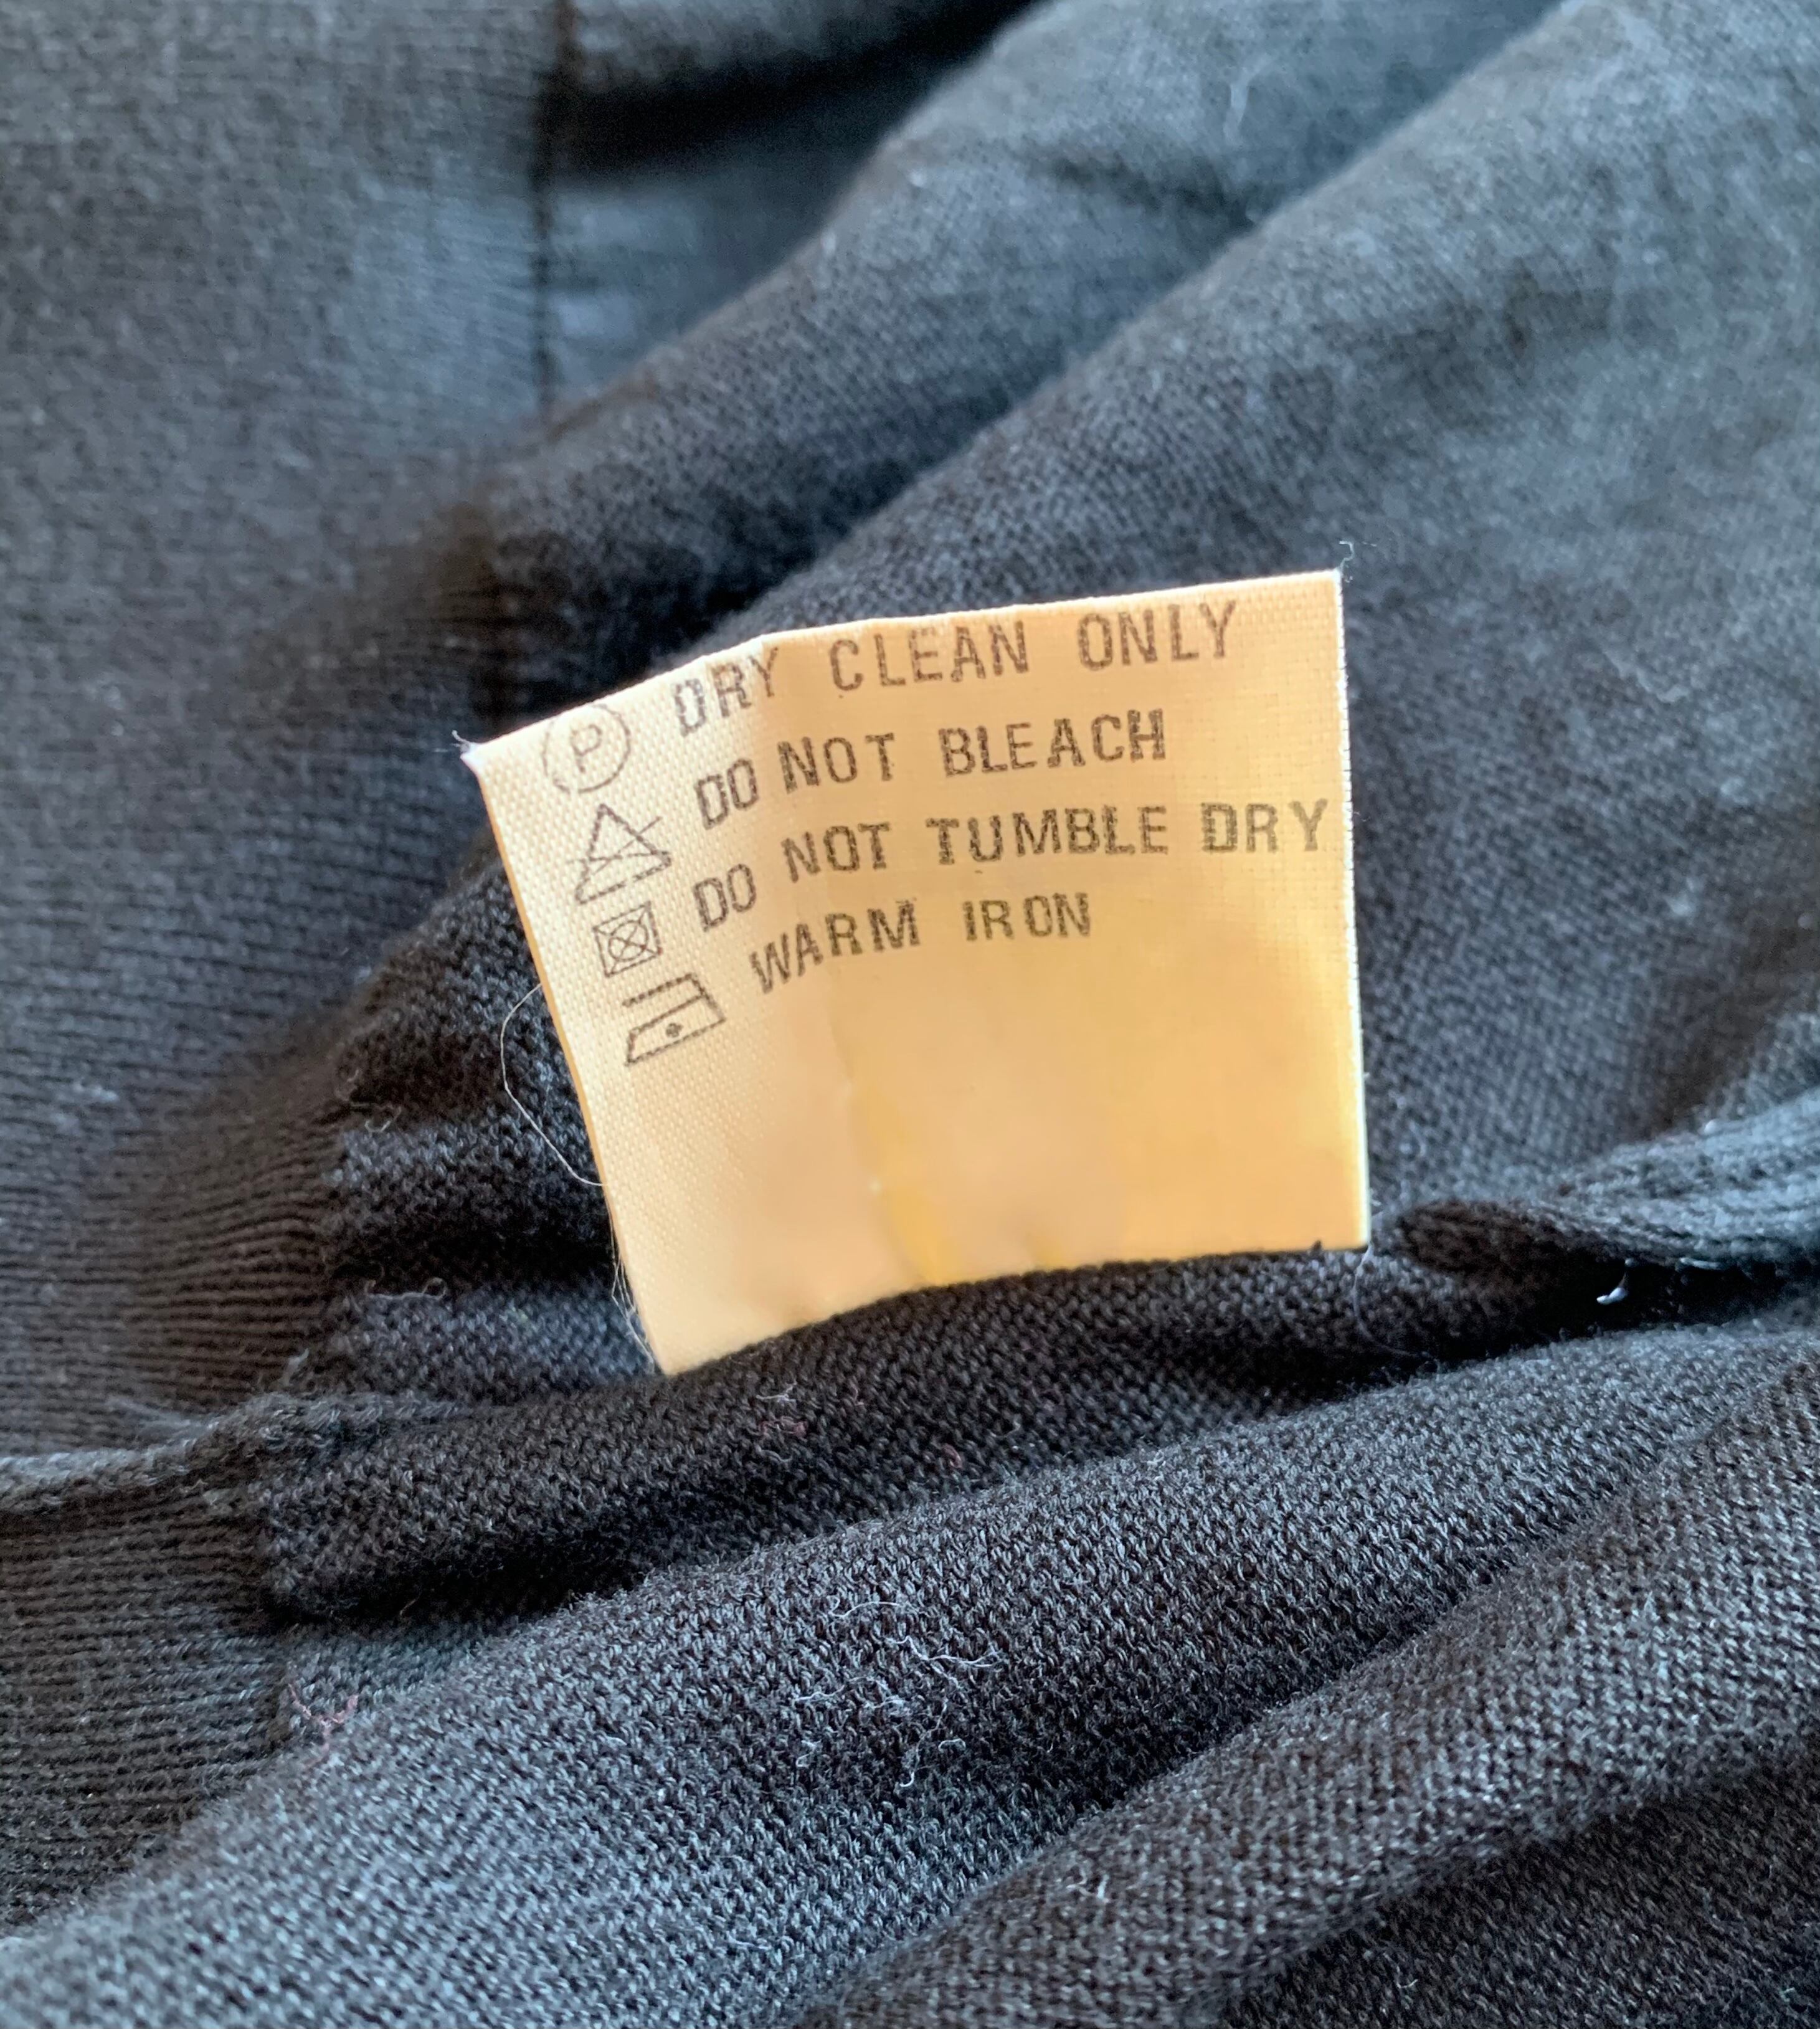 Ⓟ DRY CLEAN ONLY
DO NOT BLEACH
DO NOT TUMBLE DRY
WARM IRON